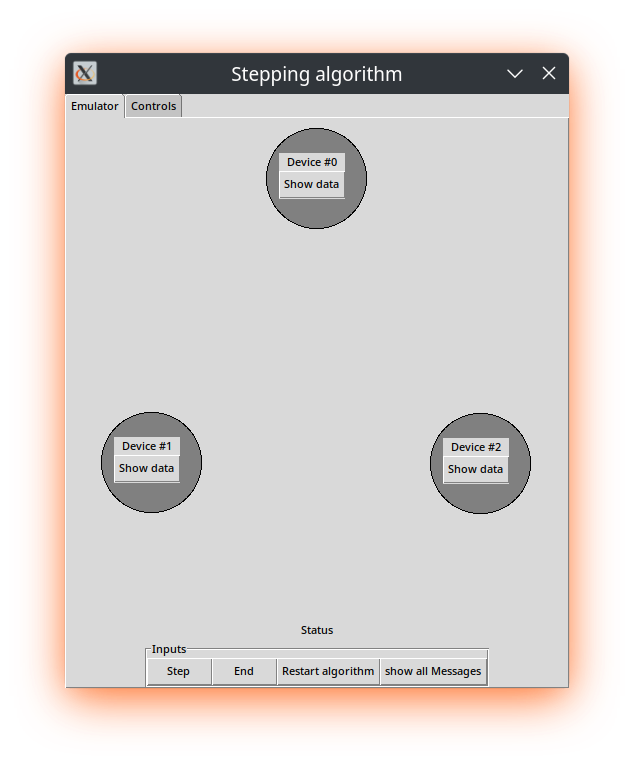 Stepping algorithm
Emulator Controls
Device #0
Show data
Device #1
Show data
Device #2
Show data
Status
Inputs
Step End Restart algorithm show all Messages